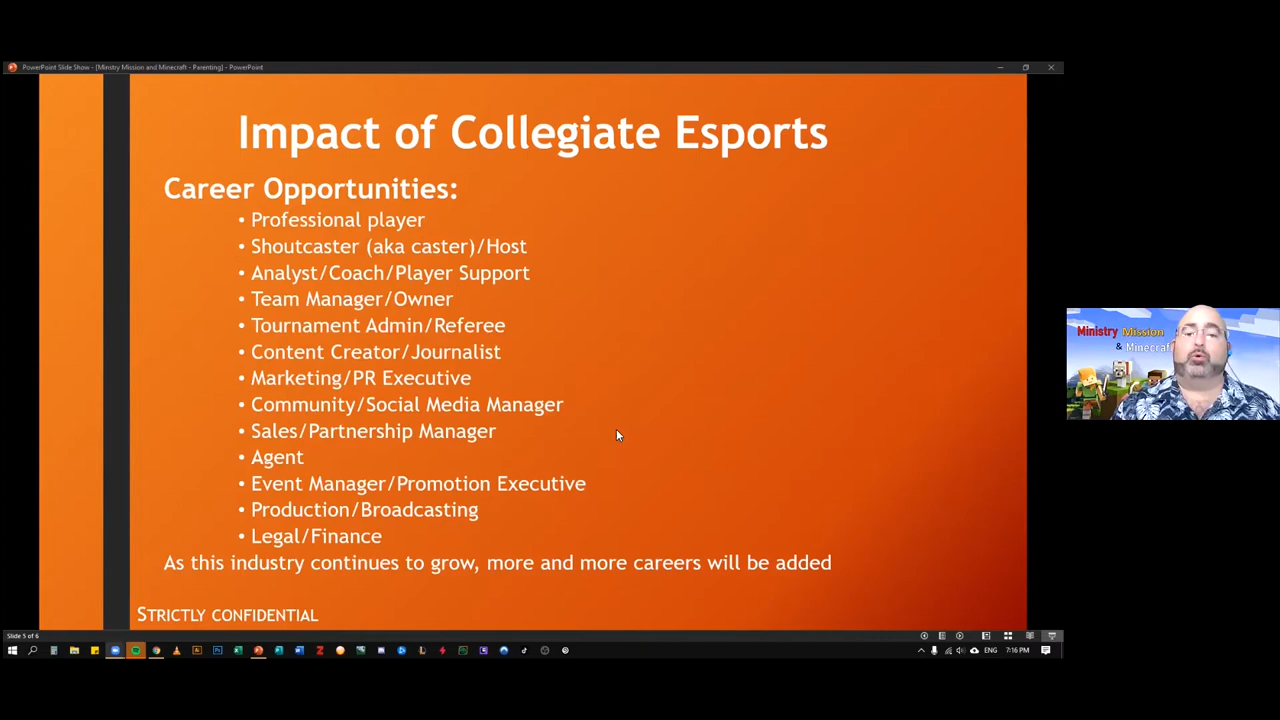 PowerPoint Slide Show - [Minstry Mission and Minecraft - Parenting] - PowerPoint
Impact of Collegiate Esports
Career Opportunities:
• Professional player
• Shoutcaster (aka caster)/Host
• Analyst/Coach/Player Support
• Team Manager/Owner
• Tournament Admin/Referee
• Content Creator/Journalist
• Marketing/PR Executive
• Community/Social Media Manager
• Sales/Partnership Manager
• Agent
• Event Manager/Promotion Executive
• Production/Broadcasting
• Legal/Finance
As this industry continues to grow, more and more careers will be added
STRICTLY CONFIDENTIAL
Slide 5 of 6
ENG
7:16 PM
Ministry Mission
& Minecraft